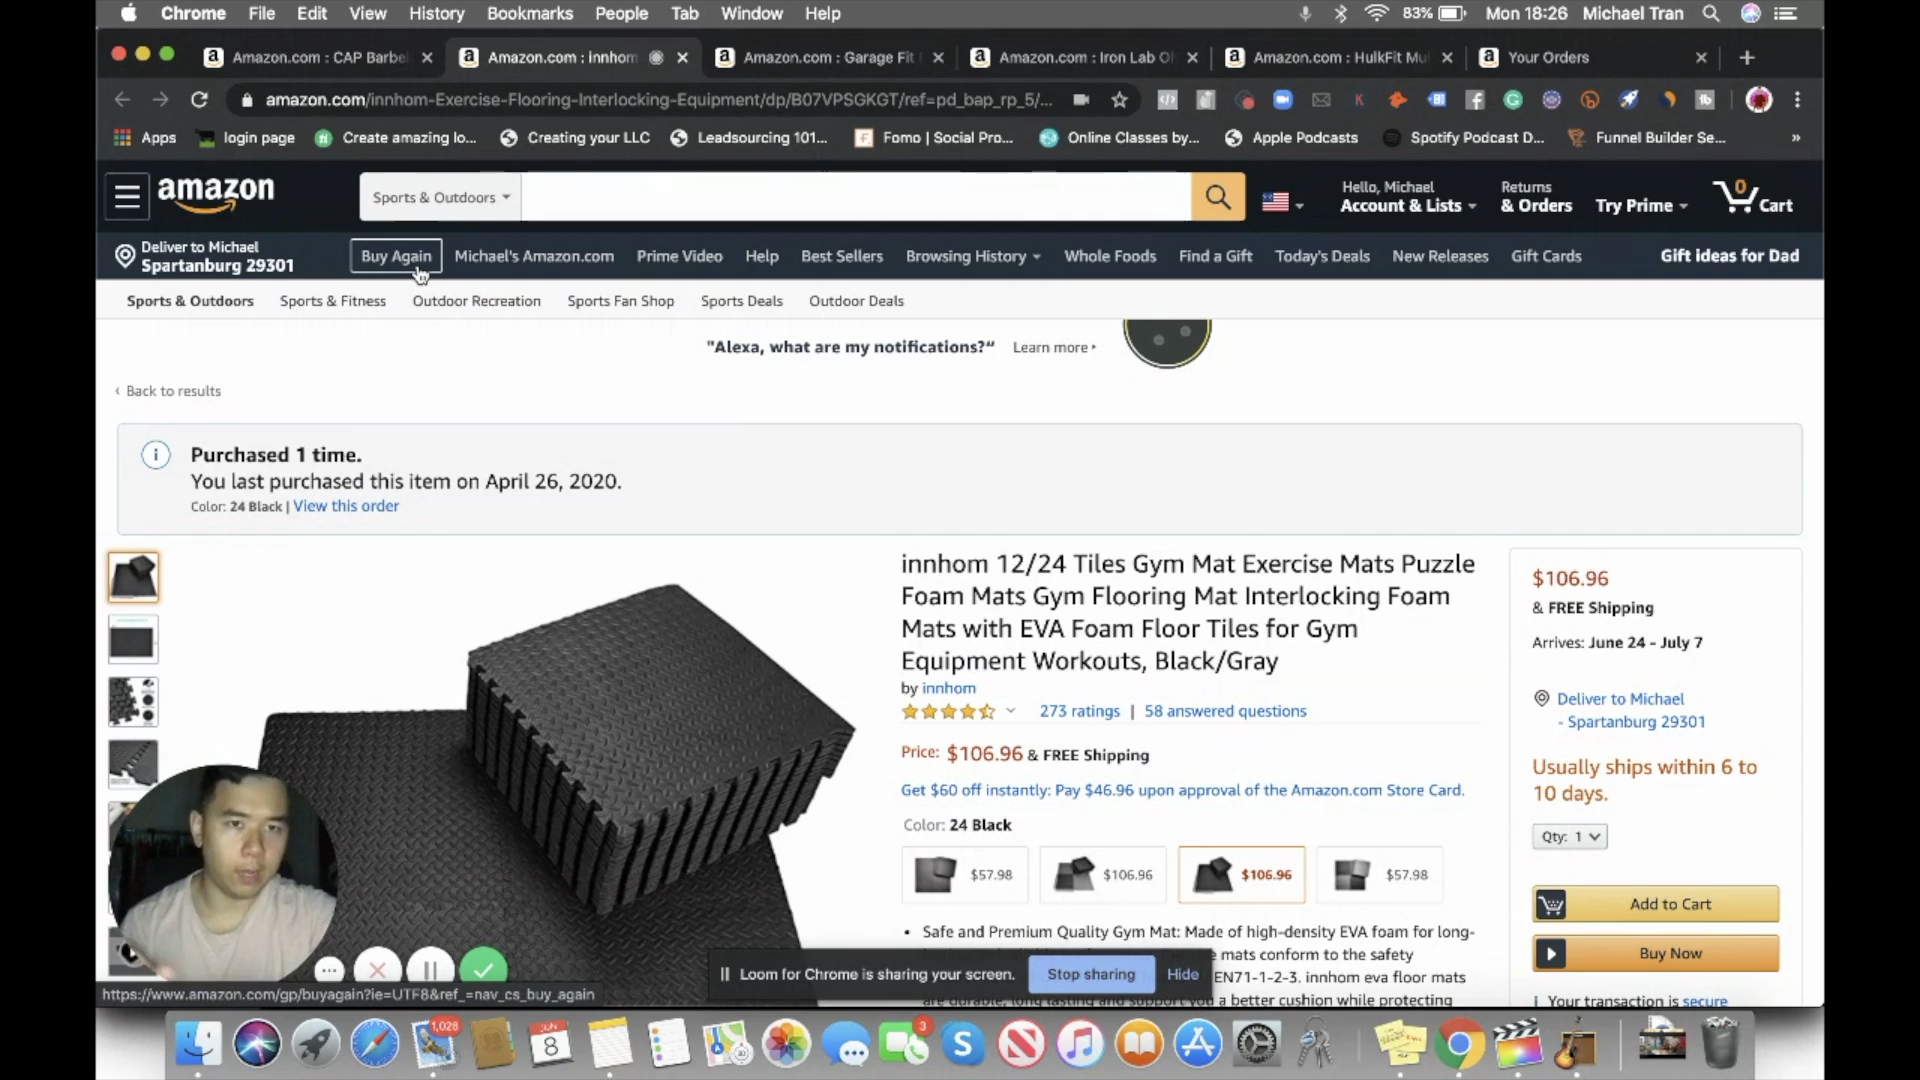 Chrome File Edit View History Bookmarks People Tab Window Help 83% Mon 18:26 Michael Tran
Amazon.com : CAP Barbe Amazon.com : innhom Amazon.com : Garage Fit Amazon.com : Iron Lab Ol Amazon.com : HulkFit Mu Your Orders
amazon.com/innhom-Exercise-Flooring-Interlocking-Equipment/dp/B07VPSGKGT/ref=pd_bap_rp_5/...
Apps login page Create amazing lo... Creating your LLC Leadsourcing 101... Fomo | Social Pro... Online Classes by... Apple Podcasts Spotify Podcast D... Funnel Builder Se... »
amazon Sports & Outdoors Hello, Michael Returns 0
Account & Lists & Orders Try Prime Cart
Deliver to Michael
Spartanburg 29301 Buy Again Michael's Amazon.com Prime Video Help Best Sellers Browsing History Whole Foods Find a Gift Today's Deals New Releases Gift Cards Gift ideas for Dad
Sports & Outdoors Sports & Fitness Outdoor Recreation Sports Fan Shop Sports Deals Outdoor Deals
"Alexa, what are my notifications?“ Learn more ‣
‹ Back to results
Purchased 1 time.
You last purchased this item on April 26, 2020.
Color: 24 Black | View this order
innhom 12/24 Tiles Gym Mat Exercise Mats Puzzle
Foam Mats Gym Flooring Mat Interlocking Foam
Mats with EVA Foam Floor Tiles for Gym
Equipment Workouts, Black/Gray
by innhom
273 ratings | 58 answered questions
Price: $106.96 & FREE Shipping
Get $60 off instantly: Pay $46.96 upon approval of the Amazon.com Store Card.
Color: 24 Black
$57.98 $106.96 $106.96 $57.98
• Safe and Premium Quality Gym Mat: Made of high-density EVA foam for long-
mats conform to the safety
EN71-1-2-3. innhom eva floor mats
are durable, long lasting and support you a better cushion while protecting
$106.96
& FREE Shipping
Arrives: June 24 - July 7
Deliver to Michael
- Spartanburg 29301
Usually ships within 6 to
10 days.
Qty: 1
Add to Cart
Buy Now
Your transaction is secure
Loom for Chrome is sharing your screen. Stop sharing Hide
https://www.amazon.com/gp/buyagain?ie=UTF8&ref_=nav_cs_buy_again
1,028 JUN 8 3